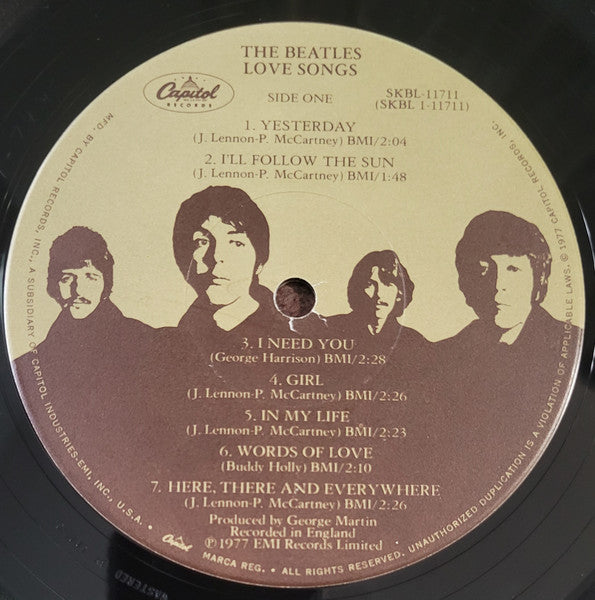 THE BEATLES
LOVE SONGS
Capitol
RECORDS
SIDE ONE
SKBL-11711
(SKBL 1-11711)
1. YESTERDAY
(J. Lennon-P. McCartney) BMI/2:04
2. I'LL FOLLOW THE SUN
(J. Lennon-P. McCartney) BMI/1:48
3. I NEED YOU
(George Harrison) BMI/2:28
4. GIRL
(J. Lennon-P. McCartney) BMI/2:26
5. IN MY LIFE
(J. Lennon-P. McCartney) BMI/2:23
6. WORDS OF LOVE
(Buddy Holly) BMI/2:10
7. HERE, THERE AND EVERYWHERE
(J. Lennon-P. McCartney) BMI/2:26
Produced by George Martin
Recorded in England
℗1977 EMI Records Limited
MFD. BY CAPITOL RECORDS, INC., A SUBSIDIARY OF CAPITOL INDUSTRIES-EMI, INC., U.S.A. • Capitol MARCA REG. • ALL RIGHTS RESERVED. UNAUTHORIZED DUPLICATION IS A VIOLATION OF APPLICABLE LAWS. © 1977 CAPITOL RECORDS, INC.